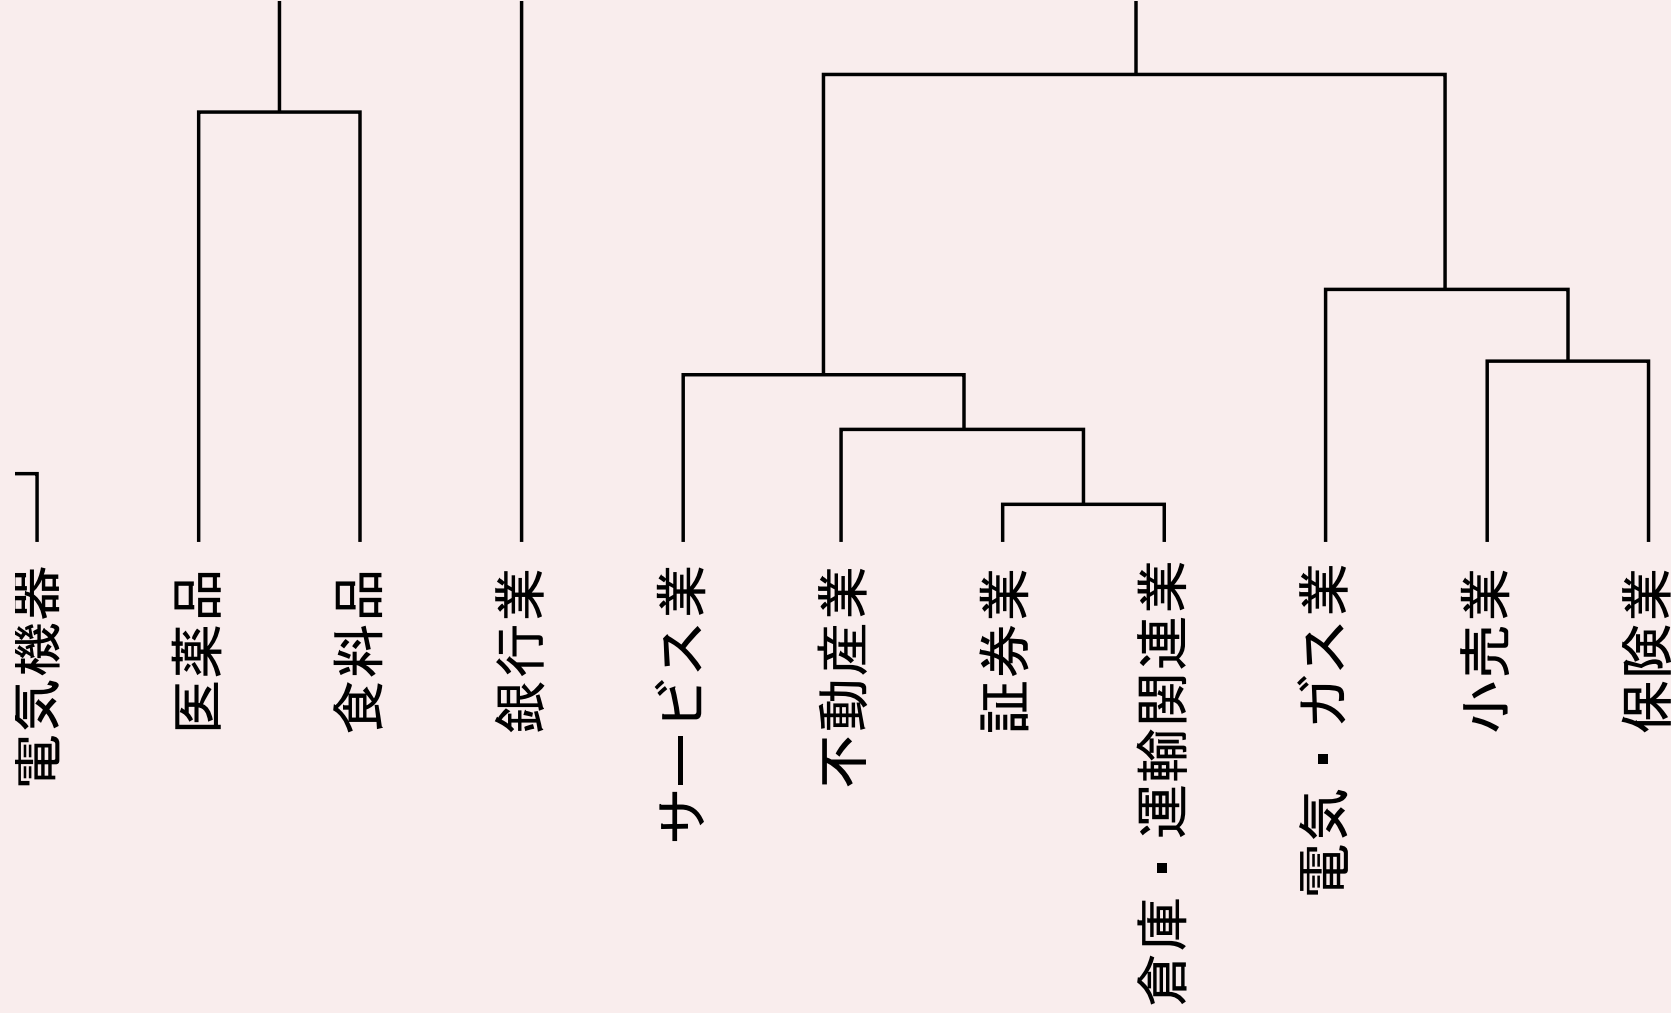 電気機器
医薬品
食料品
銀行業
サービス業
不動産業
証券業
倉庫・運輸関連業
電気・ガス業
小売業
保険業